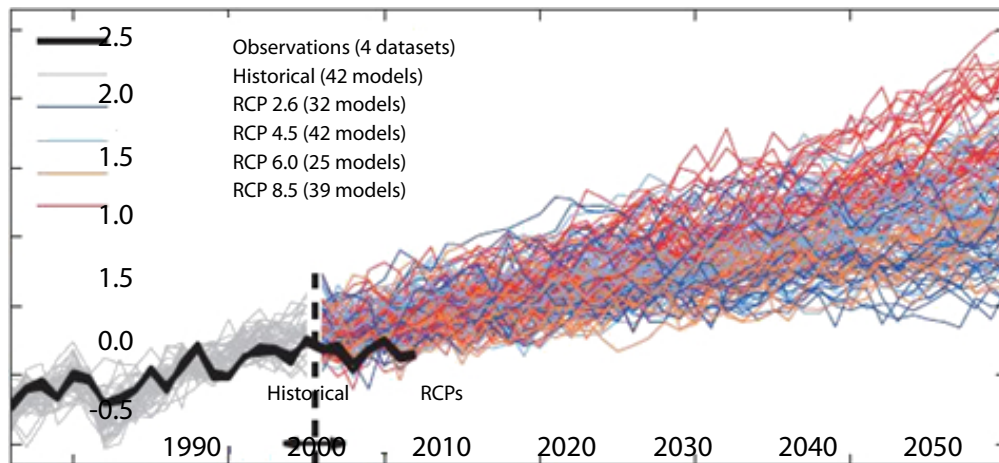 2.5
Observations (4 datasets)
Historical (42 models)
2.0
RCP 2.6 (32 models)
RCP 4.5 (42 models)
1.5
RCP 6.0 (25 models)
RCP 8.5 (39 models)
1.0
1.5
0.0
Historical RCPs
-0.5
1990 2000 2010 2020 2030 2040 2050